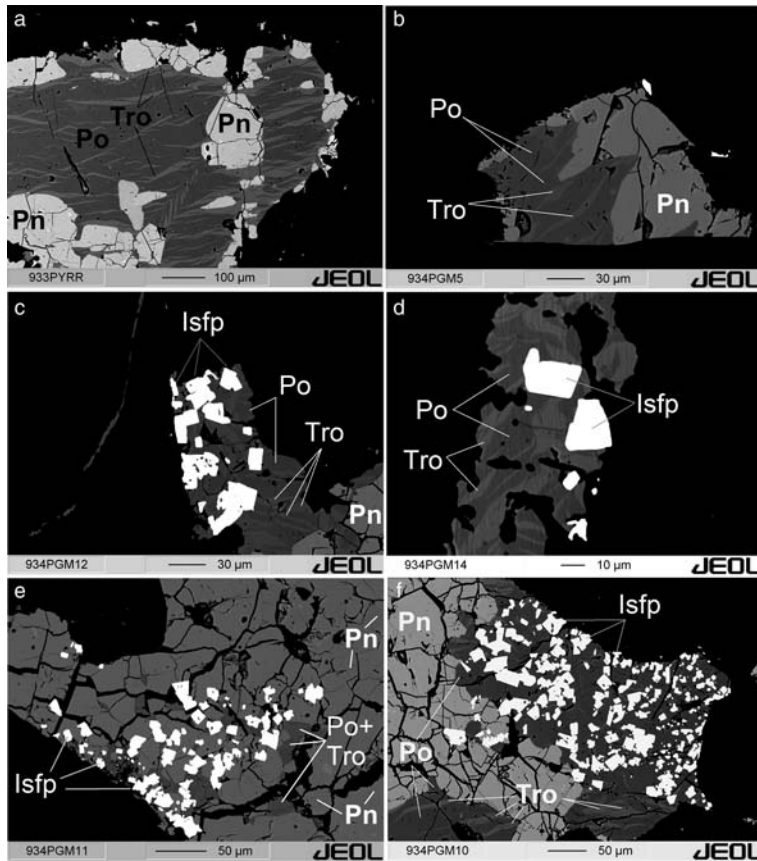 a
Tro
Po
Pn
Pn
933PYRR 100 µm JEOL
b
Po
Tro
Pn
934PGM5 30 µm JEOL
c
Isfp
Po
Tro
Pn
934PGM12 30 µm JEOL
d
Po
Isfp
Tro
934PGM14 10 µm JEOL
e
Pn
Po+
Tro
Isfp
Pn
934PGM11 50 µm JEOL
f
Isfp
Pn
Po
Tro
934PGM10 50 µm JEOL